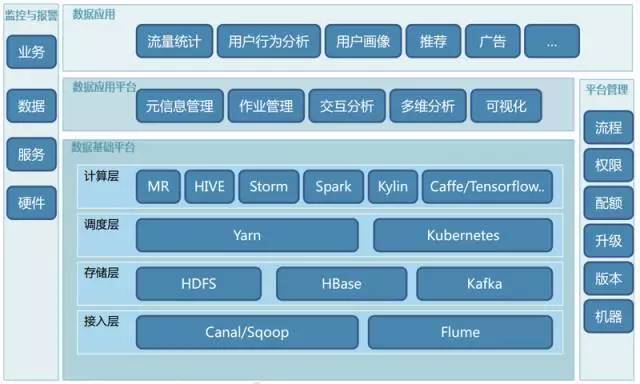 监控与报警
业务
数据
服务
硬件
数据应用
流量统计 用户行为分析 用户画像 推荐 广告 ...
数据应用平台
元信息管理 作业管理 交互分析 多维分析 可视化
数据基础平台
计算层 MR HIVE Storm Spark Kylin Caffe/Tensorflow..
调度层 Yarn Kubernetes
存储层 HDFS HBase Kafka
接入层 Canal/Sqoop Flume
平台管理
流程
权限
配额
升级
版本
机器